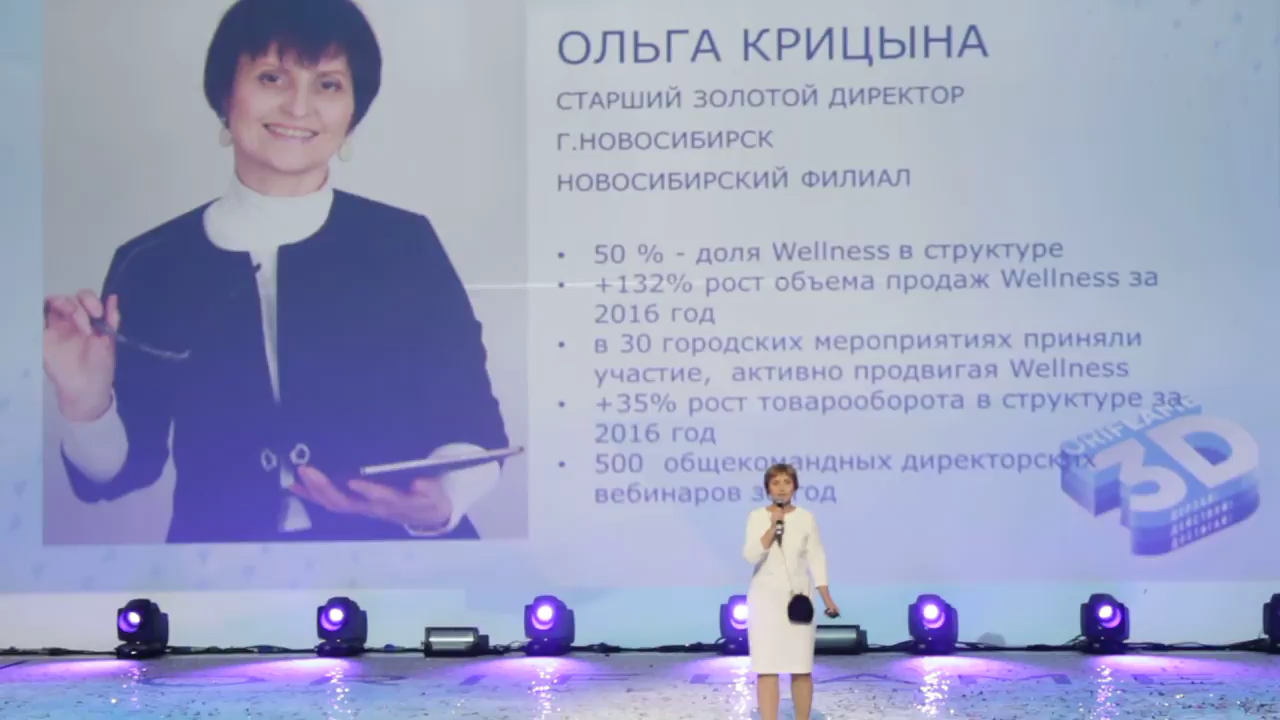 ОЛЬГА КРИЦЫНА
СТАРШИЙ ЗОЛОТОЙ ДИРЕКТОР
Г.НОВОСИБИРСК
НОВОСИБИРСКИЙ ФИЛИАЛ
• 50 % - доля Wellness в структуре
• +132% рост объема продаж Wellness за
2016 год
• в 30 городских мероприятиях приняли
участие, активно продвигая Wellness
• +35% рост товарооборота в структуре за
2016 год
• 500 общекомандных директорских
вебинаров за год
ORIFLAME
3D